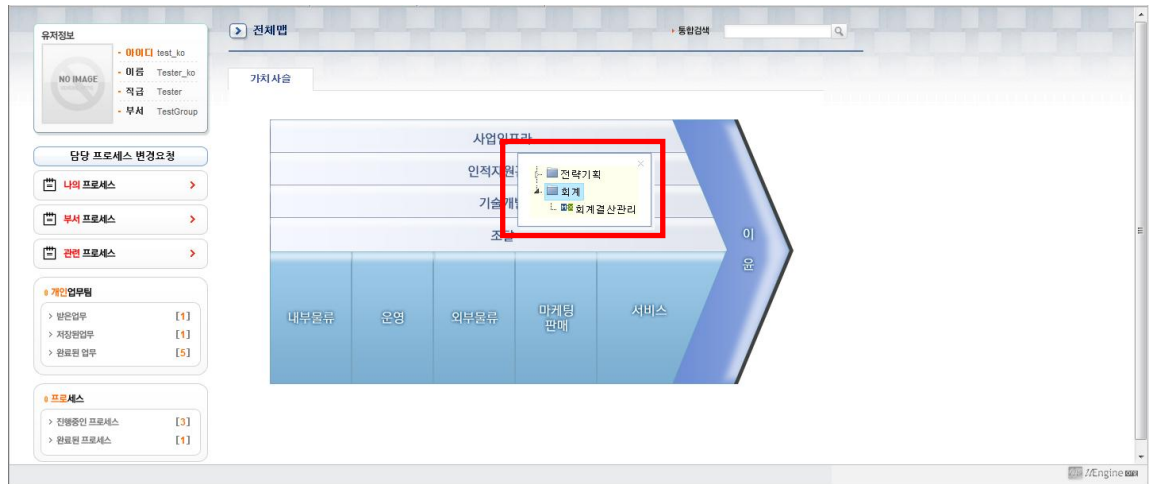 유저정보
NO IMAGE
- 아이디 test_ko
- 이름 Tester_ko
- 직급 Tester
- 부서 TestGroup
담당 프로세스 변경요청
나의 프로세스
부서 프로세스
관련 프로세스
개인업무팀
> 받은업무 [1]
> 저장된업무 [1]
> 완료된 업무 [5]
프로세스
> 진행중인 프로세스 [3]
> 완료된 프로세스 [1]
전체맵
통합검색
가치사슬
사업인프라
인적자원
기술개
조달
전략기획
회계
회계결산관리
내부물류
운영
외부물류
마케팅
판매
서비스
이
윤